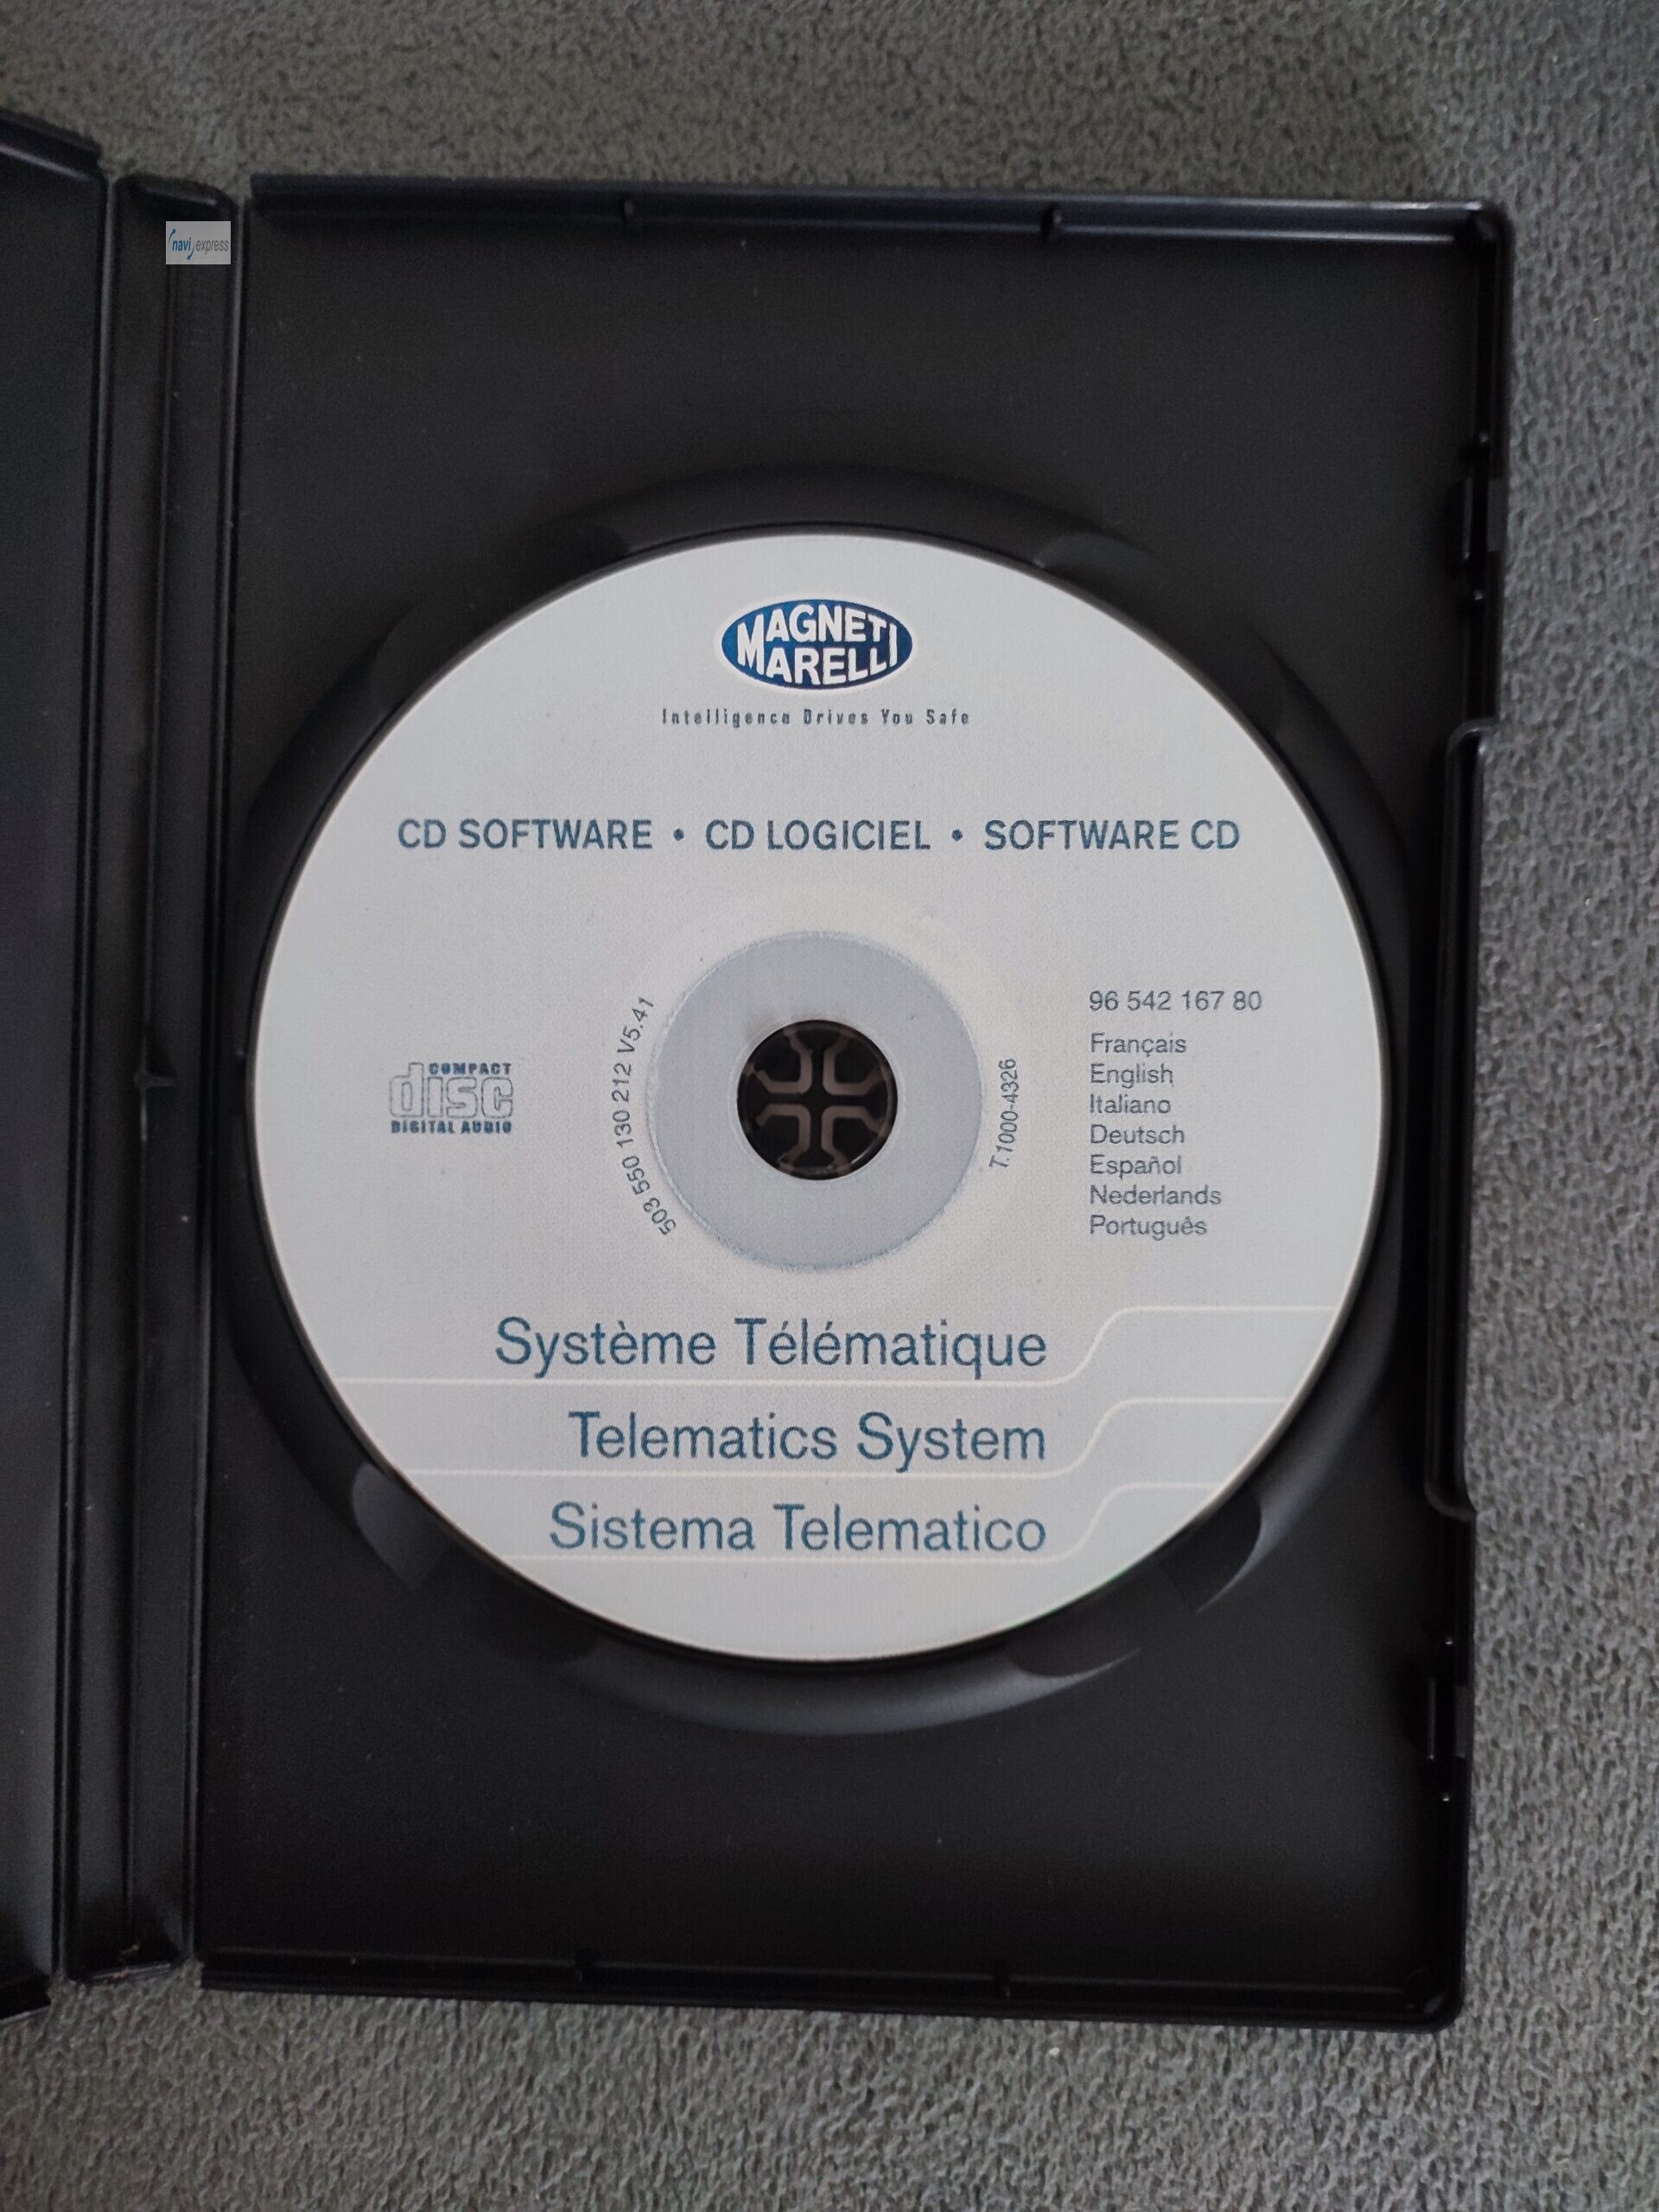 navi express
MAGNETI
MARELLI
Intelligence Drives You Safe
CD SOFTWARE • CD LOGICIEL • SOFTWARE CD
COMPACT
disc
DIGITAL AUDIO
503 550 130 212 V5.41
T.1000-4326
96 542 167 80
Français
English
Italiano
Deutsch
Español
Nederlands
Português
Système Télématique
Telematics System
Sistema Telematico